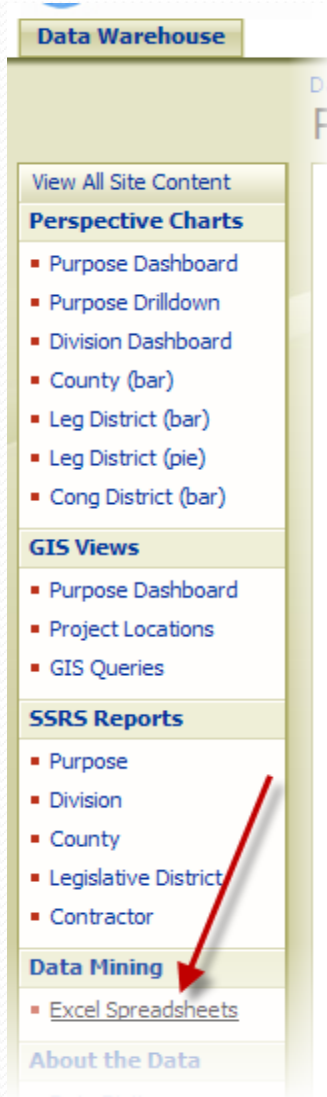 Data Warehouse
D
View All Site Content
Perspective Charts
Purpose Dashboard
Purpose Drilldown
Division Dashboard
County (bar)
Leg District (bar)
Leg District (pie)
Cong District (bar)
GIS Views
Purpose Dashboard
Project Locations
GIS Queries
SSRS Reports
Purpose
Division
County
Legislative District
Contractor
Data Mining
Excel Spreadsheets
About the Data